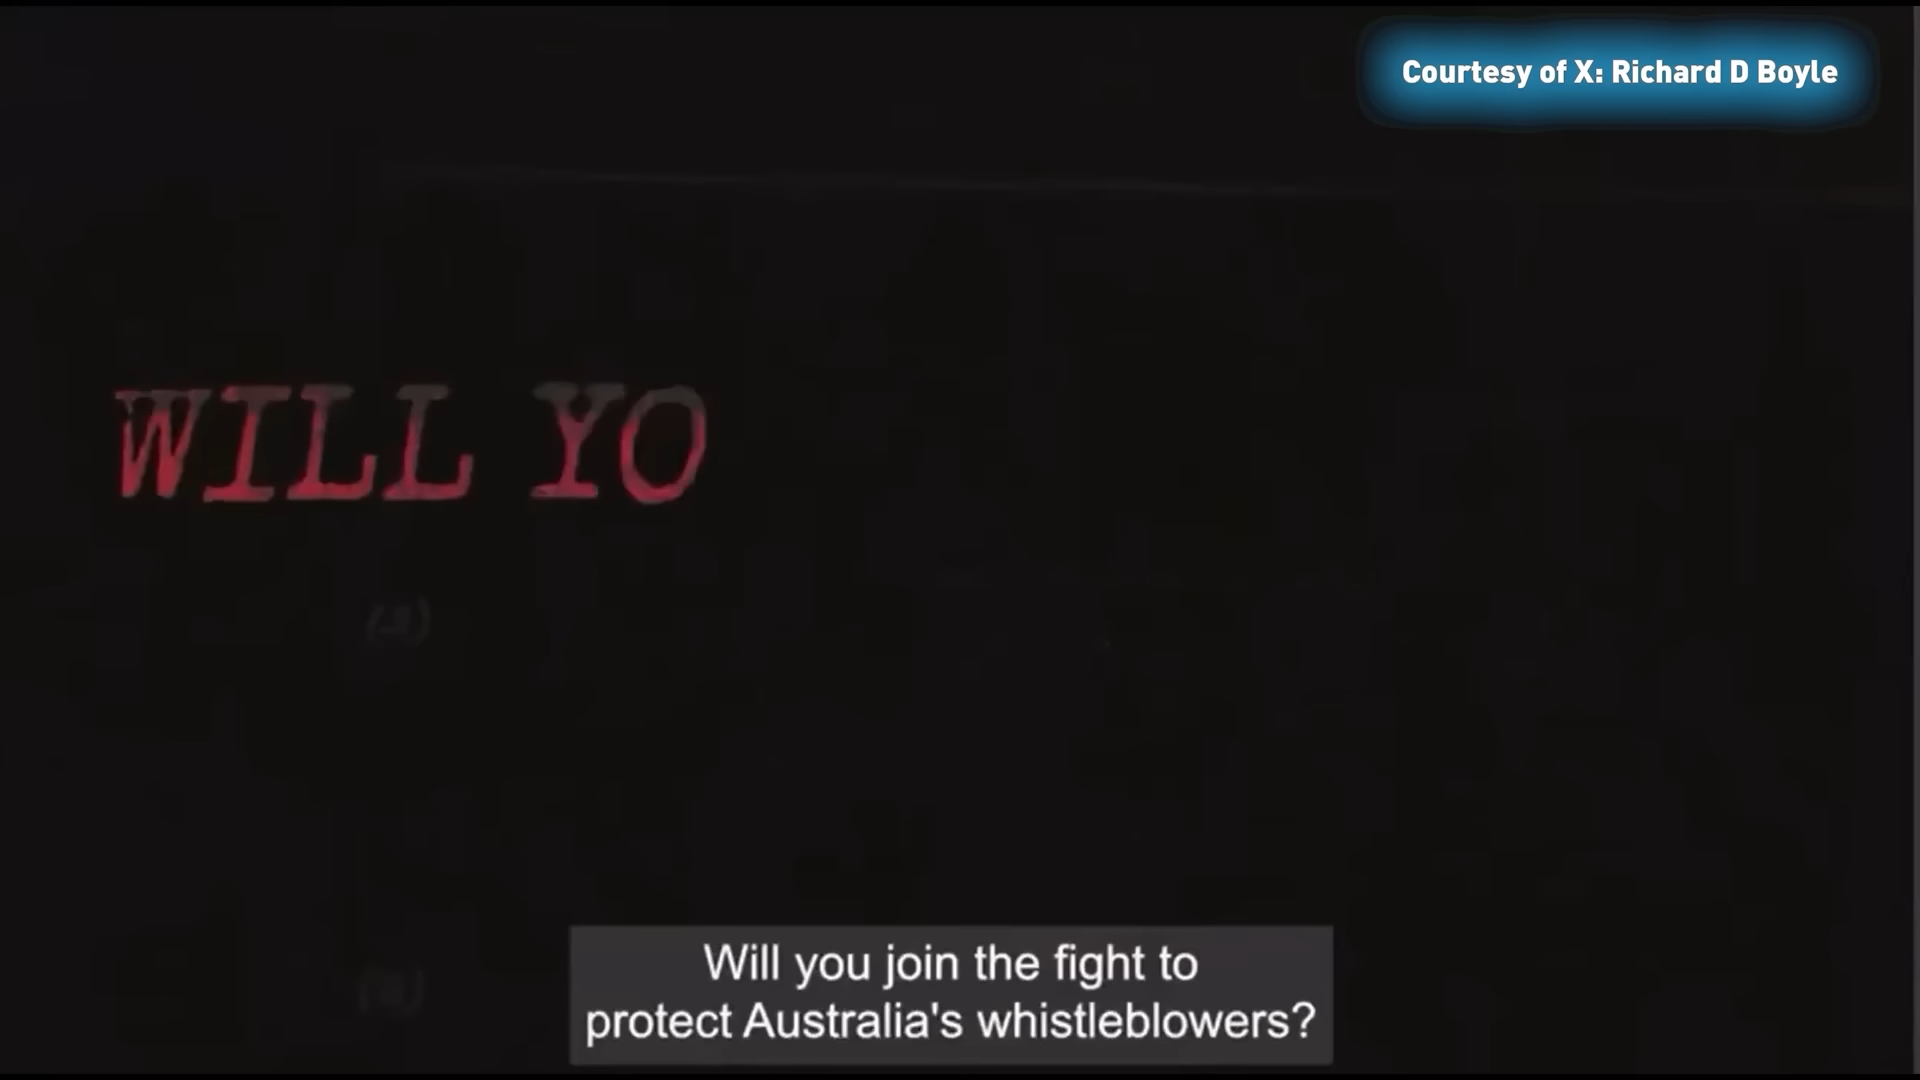 Courtesy of X: Richard D Boyle
WILL YO
Will you join the fight to
protect Australia's whistleblowers?